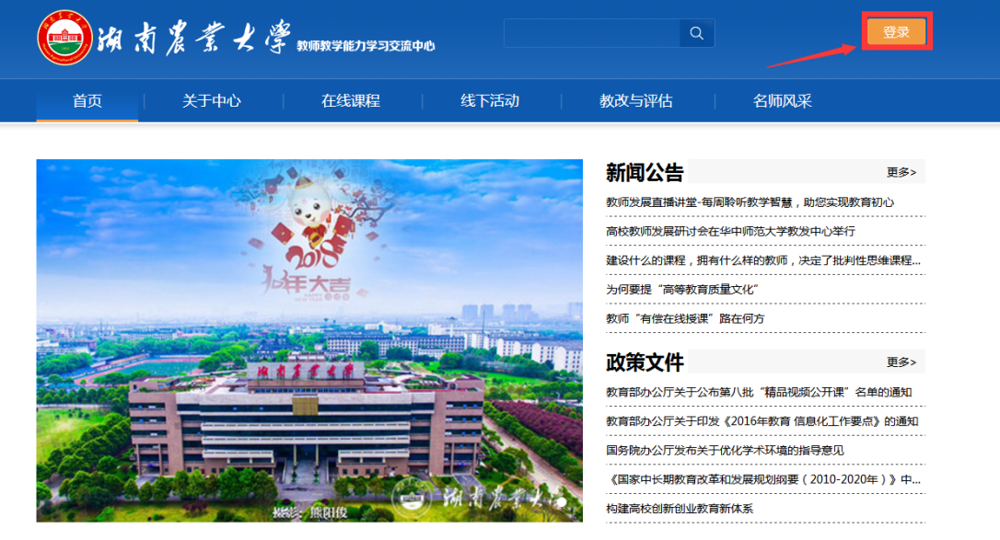 湖南农业大学 教师教学能力学习交流中心
登录
首页 关于中心 在线课程 线下活动 教改与评估 名师风采
2018
狗年大吉
湖南农业大学
摄影：熊阳俊
湖南农业大学
新闻公告 更多>
教师发展直播讲堂-每周聆听教学智慧，助您实现教育初心
高校教师发展研讨会在华中师范大学教发中心举行
建设什么的课程，拥有什么样的教师，决定了批判性思维课程...
为何要提“高等教育质量文化”
教师“有偿在线授课”路在何方
政策文件 更多>
教育部办公厅关于公布第八批“精品视频公开课”名单的通知
教育部办公厅关于印发《2016年教育 信息化工作要点》的通知
国务院办公厅发布关于优化学术环境的指导意见
《国家中长期教育改革和发展规划纲要（2010-2020年）》中...
构建高校创新创业教育新体系